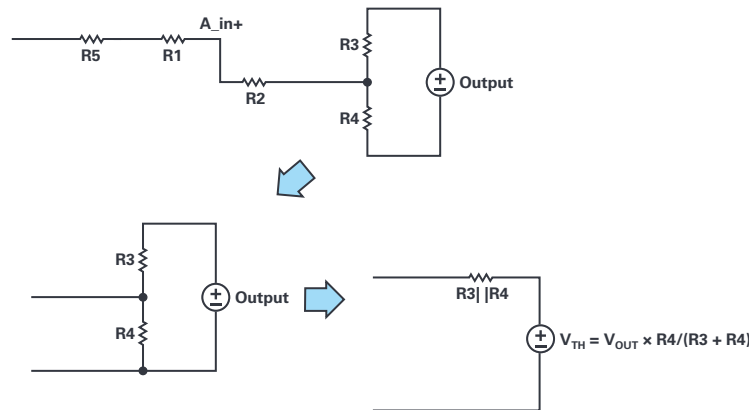 A_in+
R5
R1
R2
R3
R4
Output
R3
R4
Output
R3| |R4
V_TH = V_OUT × R4/(R3 + R4)